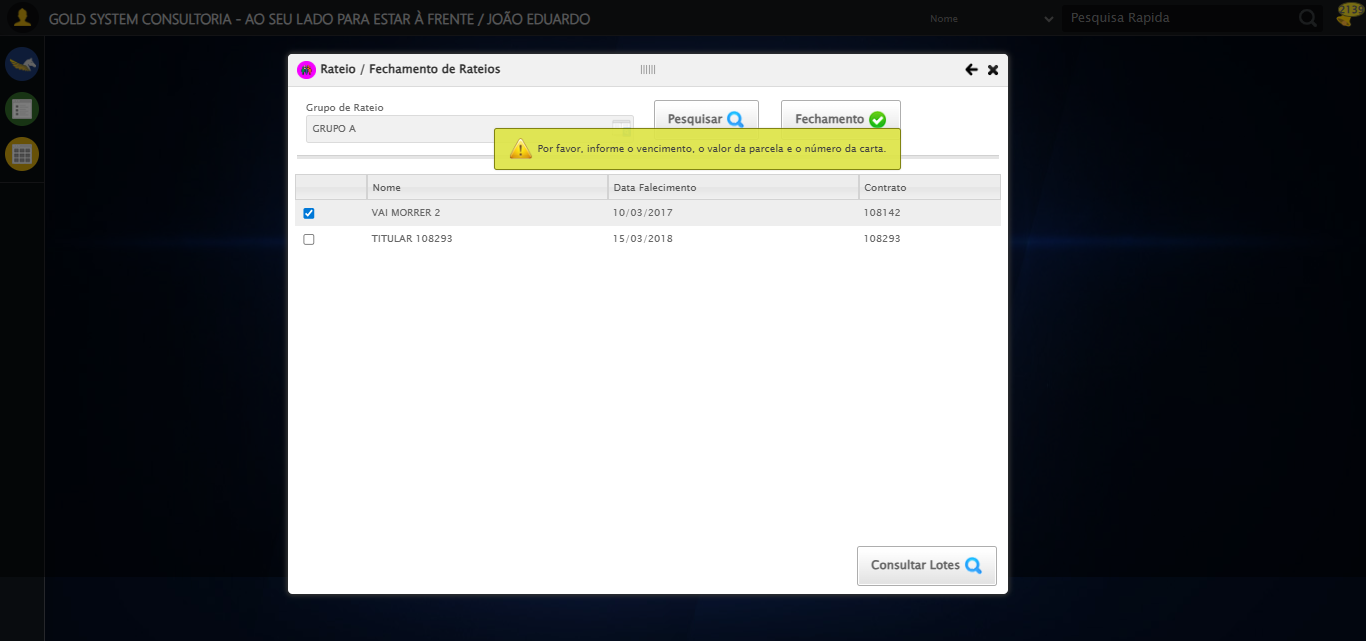 GOLD SYSTEM CONSULTORIA - AO SEU LADO PARA ESTAR À FRENTE / JOÃO EDUARDO
Nome
Pesquisa Rapida
2139
Rateio / Fechamento de Rateios
Grupo de Rateio
GRUPO A
Pesquisar
Fechamento
Por favor, informe o vencimento, o valor da parcela e o número da carta.
Nome Data Falecimento Contrato
VAI MORRER 2 10/03/2017 108142
TITULAR 108293 15/03/2018 108293
Consultar Lotes